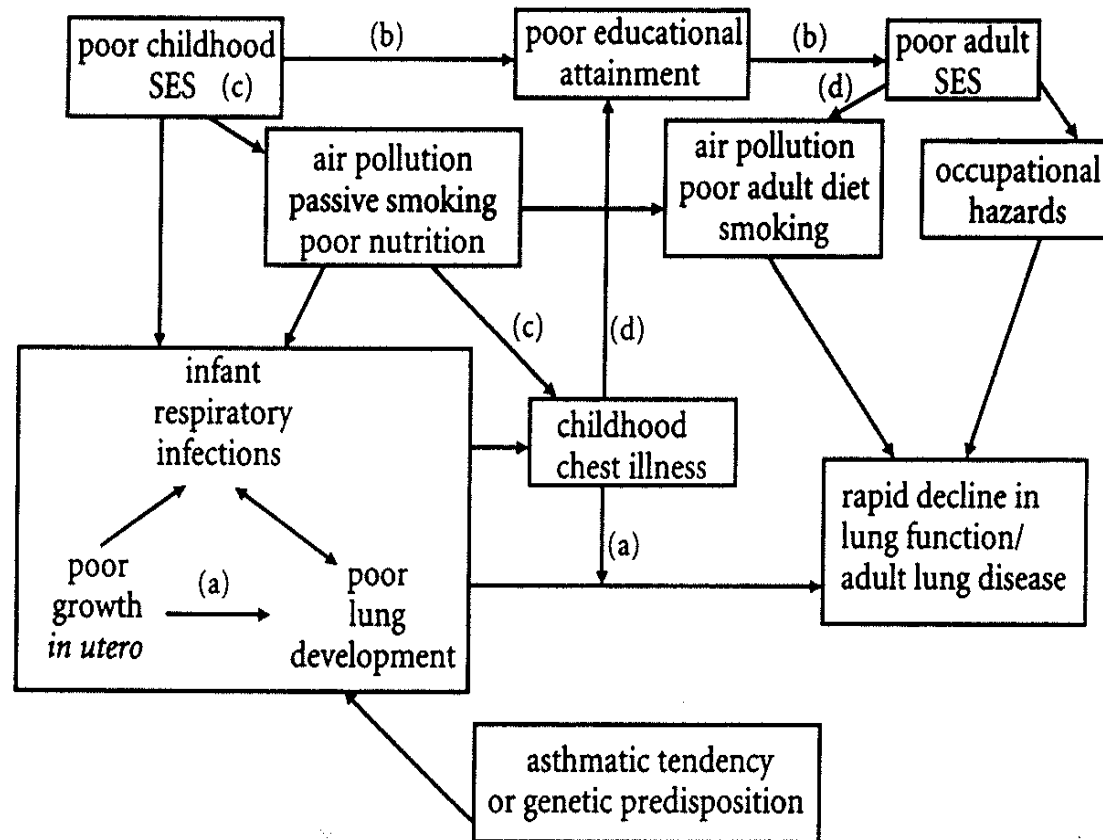 poor childhood
SES (c)
(b)
poor educational
attainment
(b)
poor adult
SES
(d)
air pollution
passive smoking
poor nutrition
air pollution
poor adult diet
smoking
occupational
hazards
(c)
(d)
infant
respiratory
infections
childhood
chest illness
(a)
rapid decline in
lung function/
adult lung disease
poor
growth
in utero
(a)
poor
lung
development
asthmatic tendency
or genetic predisposition